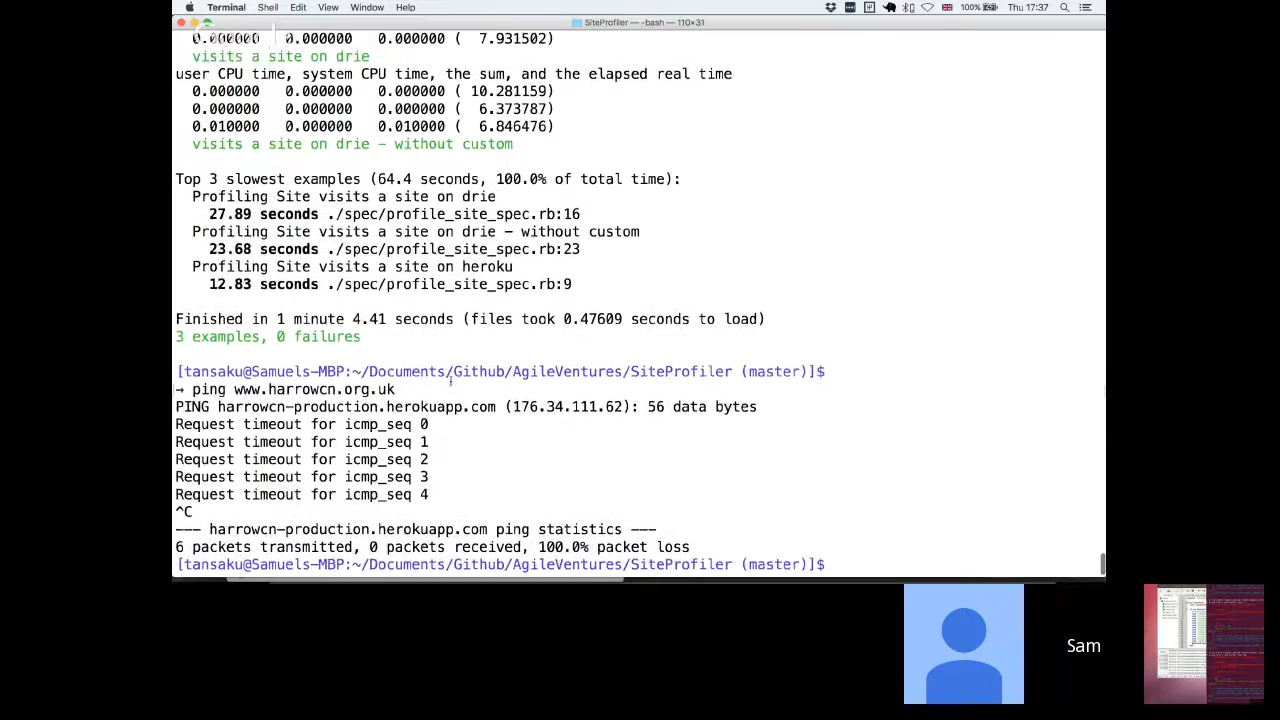 Terminal Shell Edit View Window Help 100% Thu 17:37
SiteProfiler — -bash — 110×31
0.000000 0.000000 0.000000 ( 7.931502)
visits a site on drie
user CPU time, system CPU time, the sum, and the elapsed real time
0.000000 0.000000 0.000000 ( 10.281159)
0.000000 0.000000 0.000000 ( 6.373787)
0.010000 0.000000 0.010000 ( 6.846476)
visits a site on drie - without custom
Top 3 slowest examples (64.4 seconds, 100.0% of total time):
Profiling Site visits a site on drie
27.89 seconds ./spec/profile_site_spec.rb:16
Profiling Site visits a site on drie - without custom
23.68 seconds ./spec/profile_site_spec.rb:23
Profiling Site visits a site on heroku
12.83 seconds ./spec/profile_site_spec.rb:9
Finished in 1 minute 4.41 seconds (files took 0.47609 seconds to load)
3 examples, 0 failures
[tansaku@Samuels-MBP:~/Documents/Github/AgileVentures/SiteProfiler (master)]$
→ ping www.harrowcn.org.uk
PING harrowcn-production.herokuapp.com (176.34.111.62): 56 data bytes
Request timeout for icmp_seq 0
Request timeout for icmp_seq 1
Request timeout for icmp_seq 2
Request timeout for icmp_seq 3
Request timeout for icmp_seq 4
^C
--- harrowcn-production.herokuapp.com ping statistics ---
6 packets transmitted, 0 packets received, 100.0% packet loss
[tansaku@Samuels-MBP:~/Documents/Github/AgileVentures/SiteProfiler (master)]$
Sam